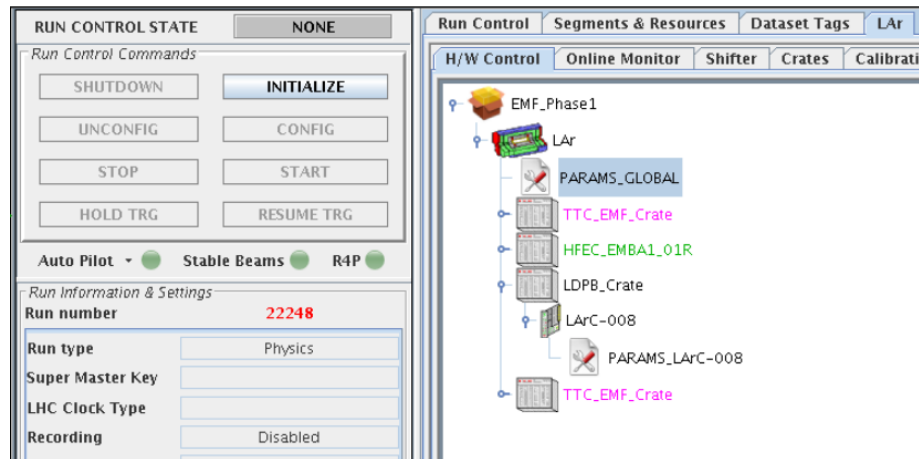 RUN CONTROL STATE NONE
Run Control Commands
SHUTDOWN INITIALIZE
UNCONFIG CONFIG
STOP START
HOLD TRG RESUME TRG
Auto Pilot Stable Beams R4P
Run Information & Settings
Run number 22248
Run type Physics
Super Master Key
LHC Clock Type
Recording Disabled
Run Control Segments & Resources Dataset Tags LAr
H/W Control Online Monitor Shifter Crates Calibrati
EMF_Phase1
LAr
PARAMS_GLOBAL
TTC_EMF_Crate
HFEC_EMBA1_01R
LDPB_Crate
LArC-008
PARAMS_LArC-008
TTC_EMF_Crate